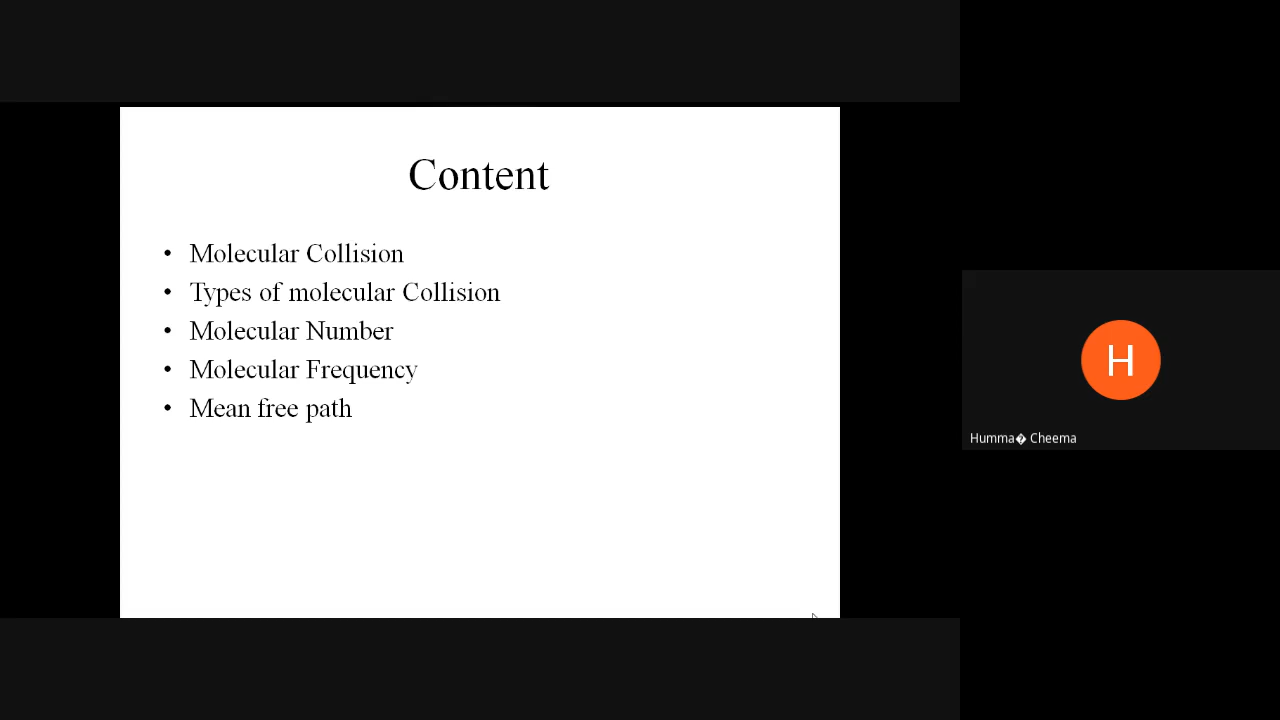 Content
• Molecular Collision
• Types of molecular Collision
• Molecular Number
• Molecular Frequency
• Mean free path
H
Humma� Cheema